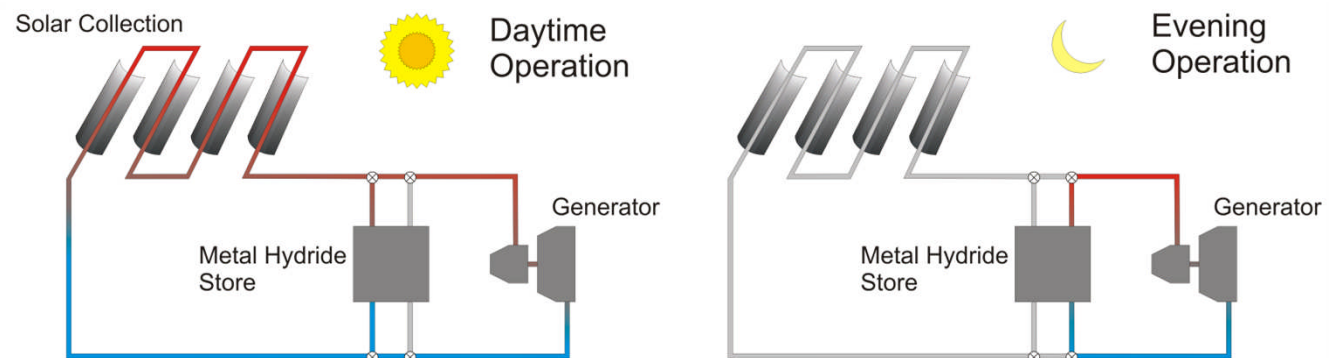 Solar Collection
Daytime
Operation
Generator
Metal Hydride
Store
Evening
Operation
Generator
Metal Hydride
Store